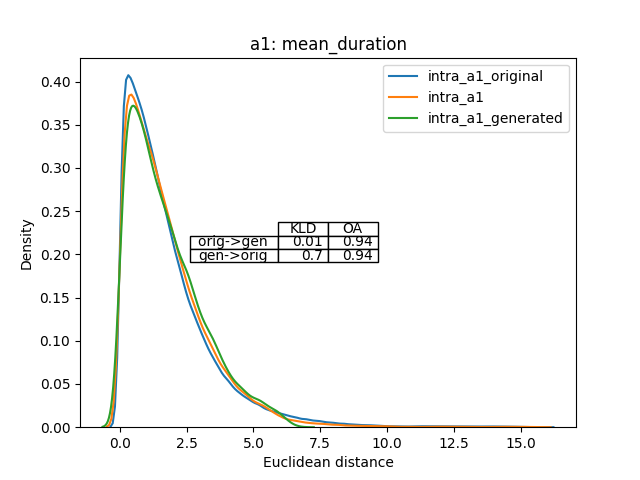 a1: mean_duration
intra_a1_original
intra_a1
intra_a1_generated
0.40
0.35
0.30
0.25
0.20
0.15
0.10
0.05
0.00
Density
KLD OA
orig->gen 0.01 0.94
gen->orig 0.7 0.94
0.0 2.5 5.0 7.5 10.0 12.5 15.0
Euclidean distance